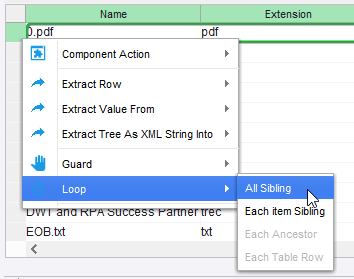 Name Extension
0.pdf pdf
Component Action
Extract Row
Extract Value From
Extract Tree As XML String Into
Guard
Loop
All Sibling
Each item Sibling
Each Ancestor
Each Table Row
DWT and RPA Success Partner trec
EOB.txt txt